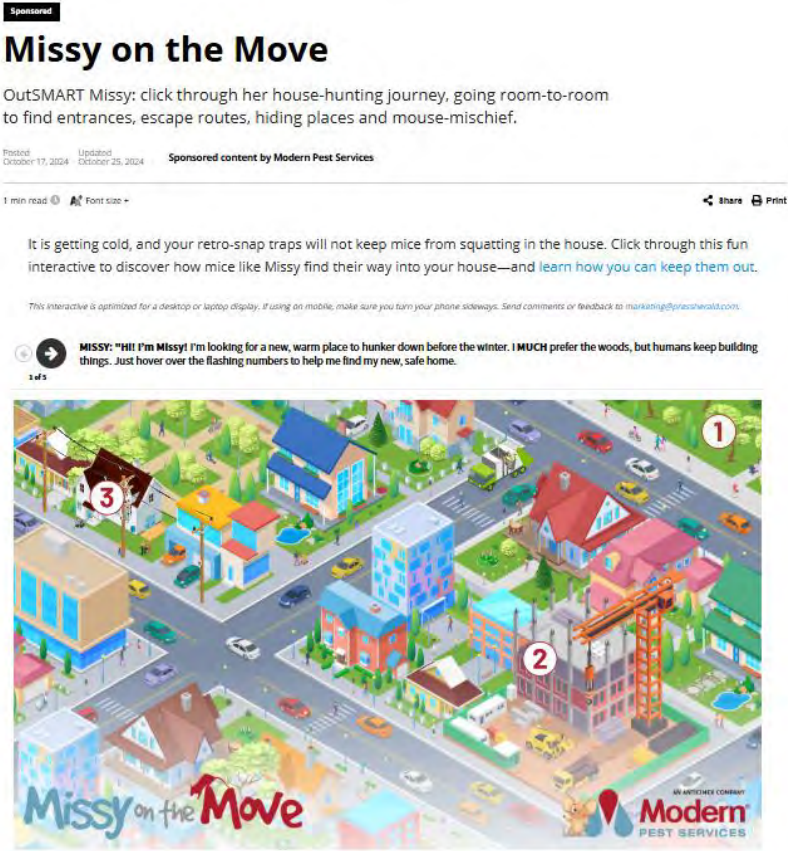 Sponsored
Missy on the Move
OutSMART Missy: click through her house-hunting journey, going room-to-room
to find entrances, escape routes, hiding places and mouse-mischief.
Posted
October 17, 2024
Updated
October 25, 2024
Sponsored content by Modern Pest Services
1 min read
Font size +
Share
Print
It is getting cold, and your retro-snap traps will not keep mice from squatting in the house. Click through this fun
interactive to discover how mice like Missy find their way into your house—and learn how you can keep them out.
This interactive is optimized for a desktop or laptop display. If using on mobile, make sure you turn your phone sideways. Send comments or feedback to marketing@pressherald.com.
MISSY: "Hi! I'm Missy! I'm looking for a new, warm place to hunker down before the winter. I MUCH prefer the woods, but humans keep building
things. Just hover over the flashing numbers to help me find my new, safe home.
1 of 5
1
3
2
Missy on the Move
AN ANTICIMEX COMPANY
Modern
PEST SERVICES